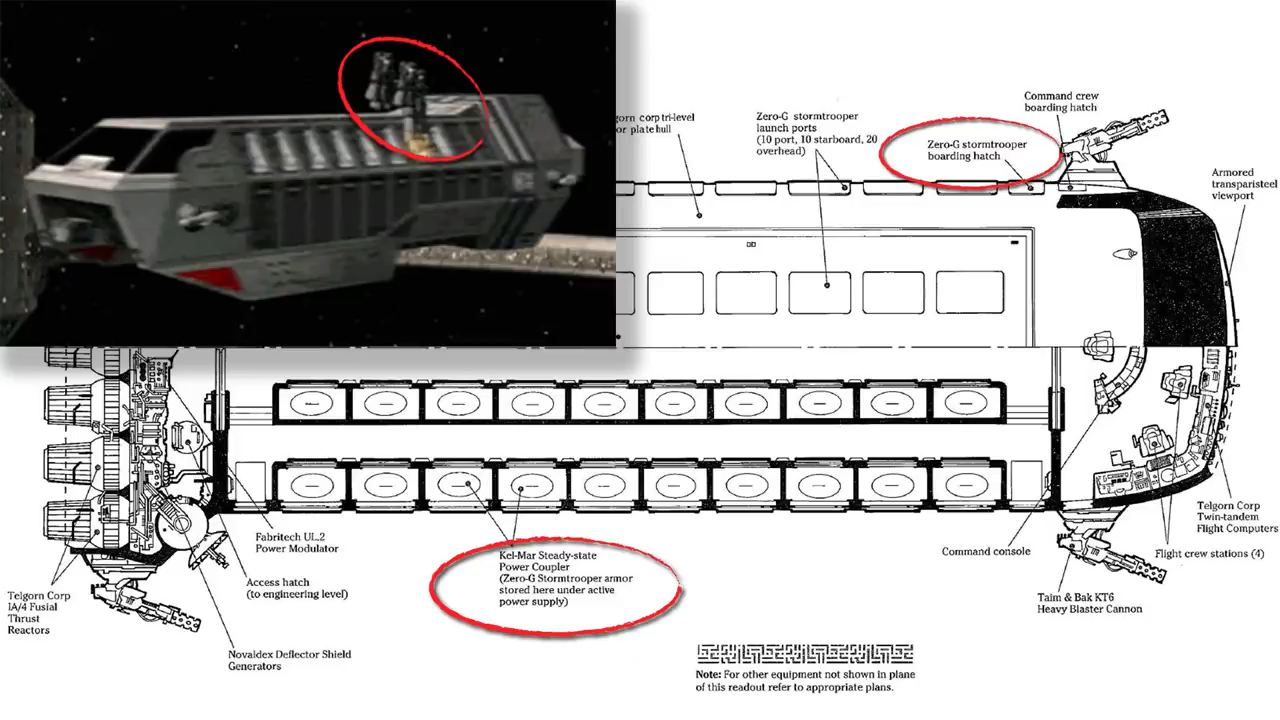 Command crew
boarding hatch
corp tri-level
plate hull
Zero-G stormtrooper
launch ports
(10 port, 10 starboard, 20
overhead)
Zero-G stormtrooper
boarding hatch
Armored
transparisteel
viewport
Fabritech UL.2
Power Modulator
Kel-Mar Steady-state
Power Coupler
(Zero-G Stormtrooper armor
stored here under active
power supply)
Command console
Telgorn Corp
Twin-tandem
Flight Computers
Flight crew stations (4)
Access hatch
(to engineering level)
Telgorn Corp
IA/4 Fusial
Thrust
Reactors
Taim & Bak KT6
Heavy Blaster Cannon
Novaldex Deflector Shield
Generators
Note: For other equipment not shown in plane
of this readout refer to appropriate plans.